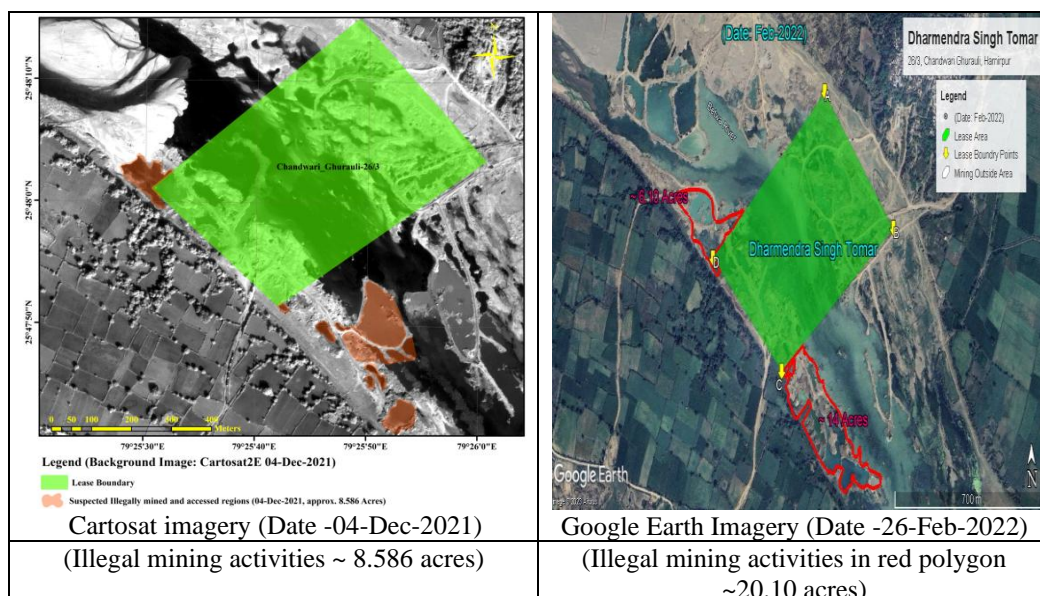 25°48'10"N
25°48'0"N
25°47'50"N
Chandwari_Ghurauli-26/3
0 50 100 200 300 400
Meters
79°25'30"E 79°25'40"E 79°25'50"E 79°26'0"E
Legend (Background Image: Cartosat2E 04-Dec-2021)
Lease Boundary
Suspected Illegally mined and accessed regions (04-Dec-2021, approx. 8.586 Acres)
Cartosat imagery (Date -04-Dec-2021)
(Illegal mining activities ~ 8.586 acres)
(Date: Feb-2022)
Dharmendra Singh Tomar
26/3, Chandwari Ghurauli, Hamirpur
Legend
(Date: Feb-2022)
Lease Area
Lease Boundry Points
Mining Outside Area
Betwa River
A
B
C
D
~ 6.10 Acres
Dharmendra Singh Tomar
~ 14 Acres
Google Earth
N
700 m
Google Earth Imagery (Date -26-Feb-2022)
(Illegal mining activities in red polygon
~20.10 acres)